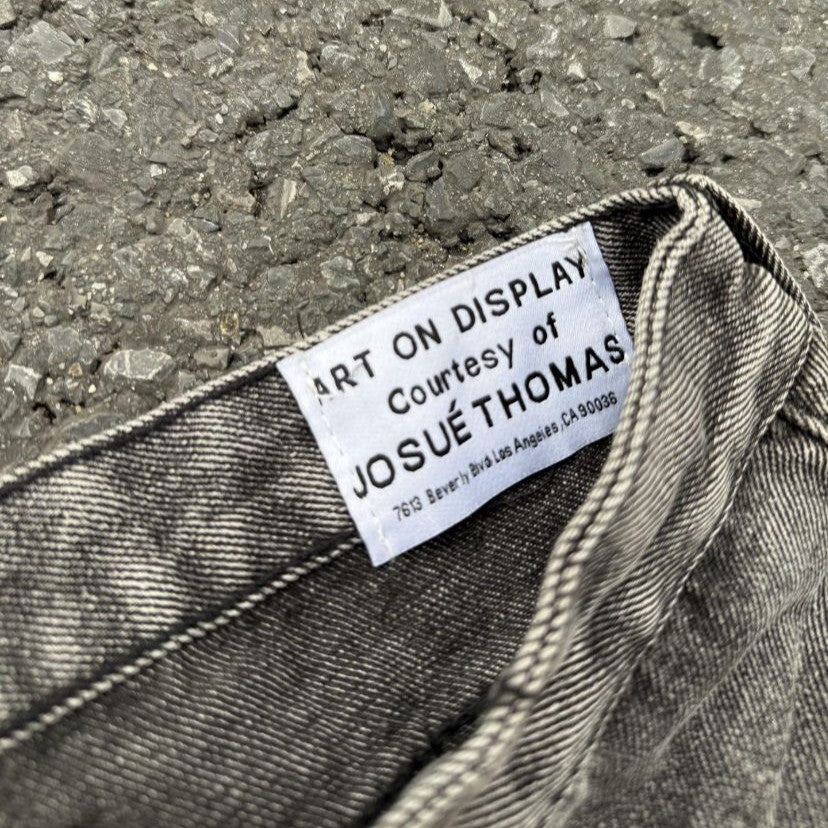 ART ON DISPLAY
Courtesy of
JOSUÉ THOMAS
7613 Beverly Blvd Los Angeles, CA 90036